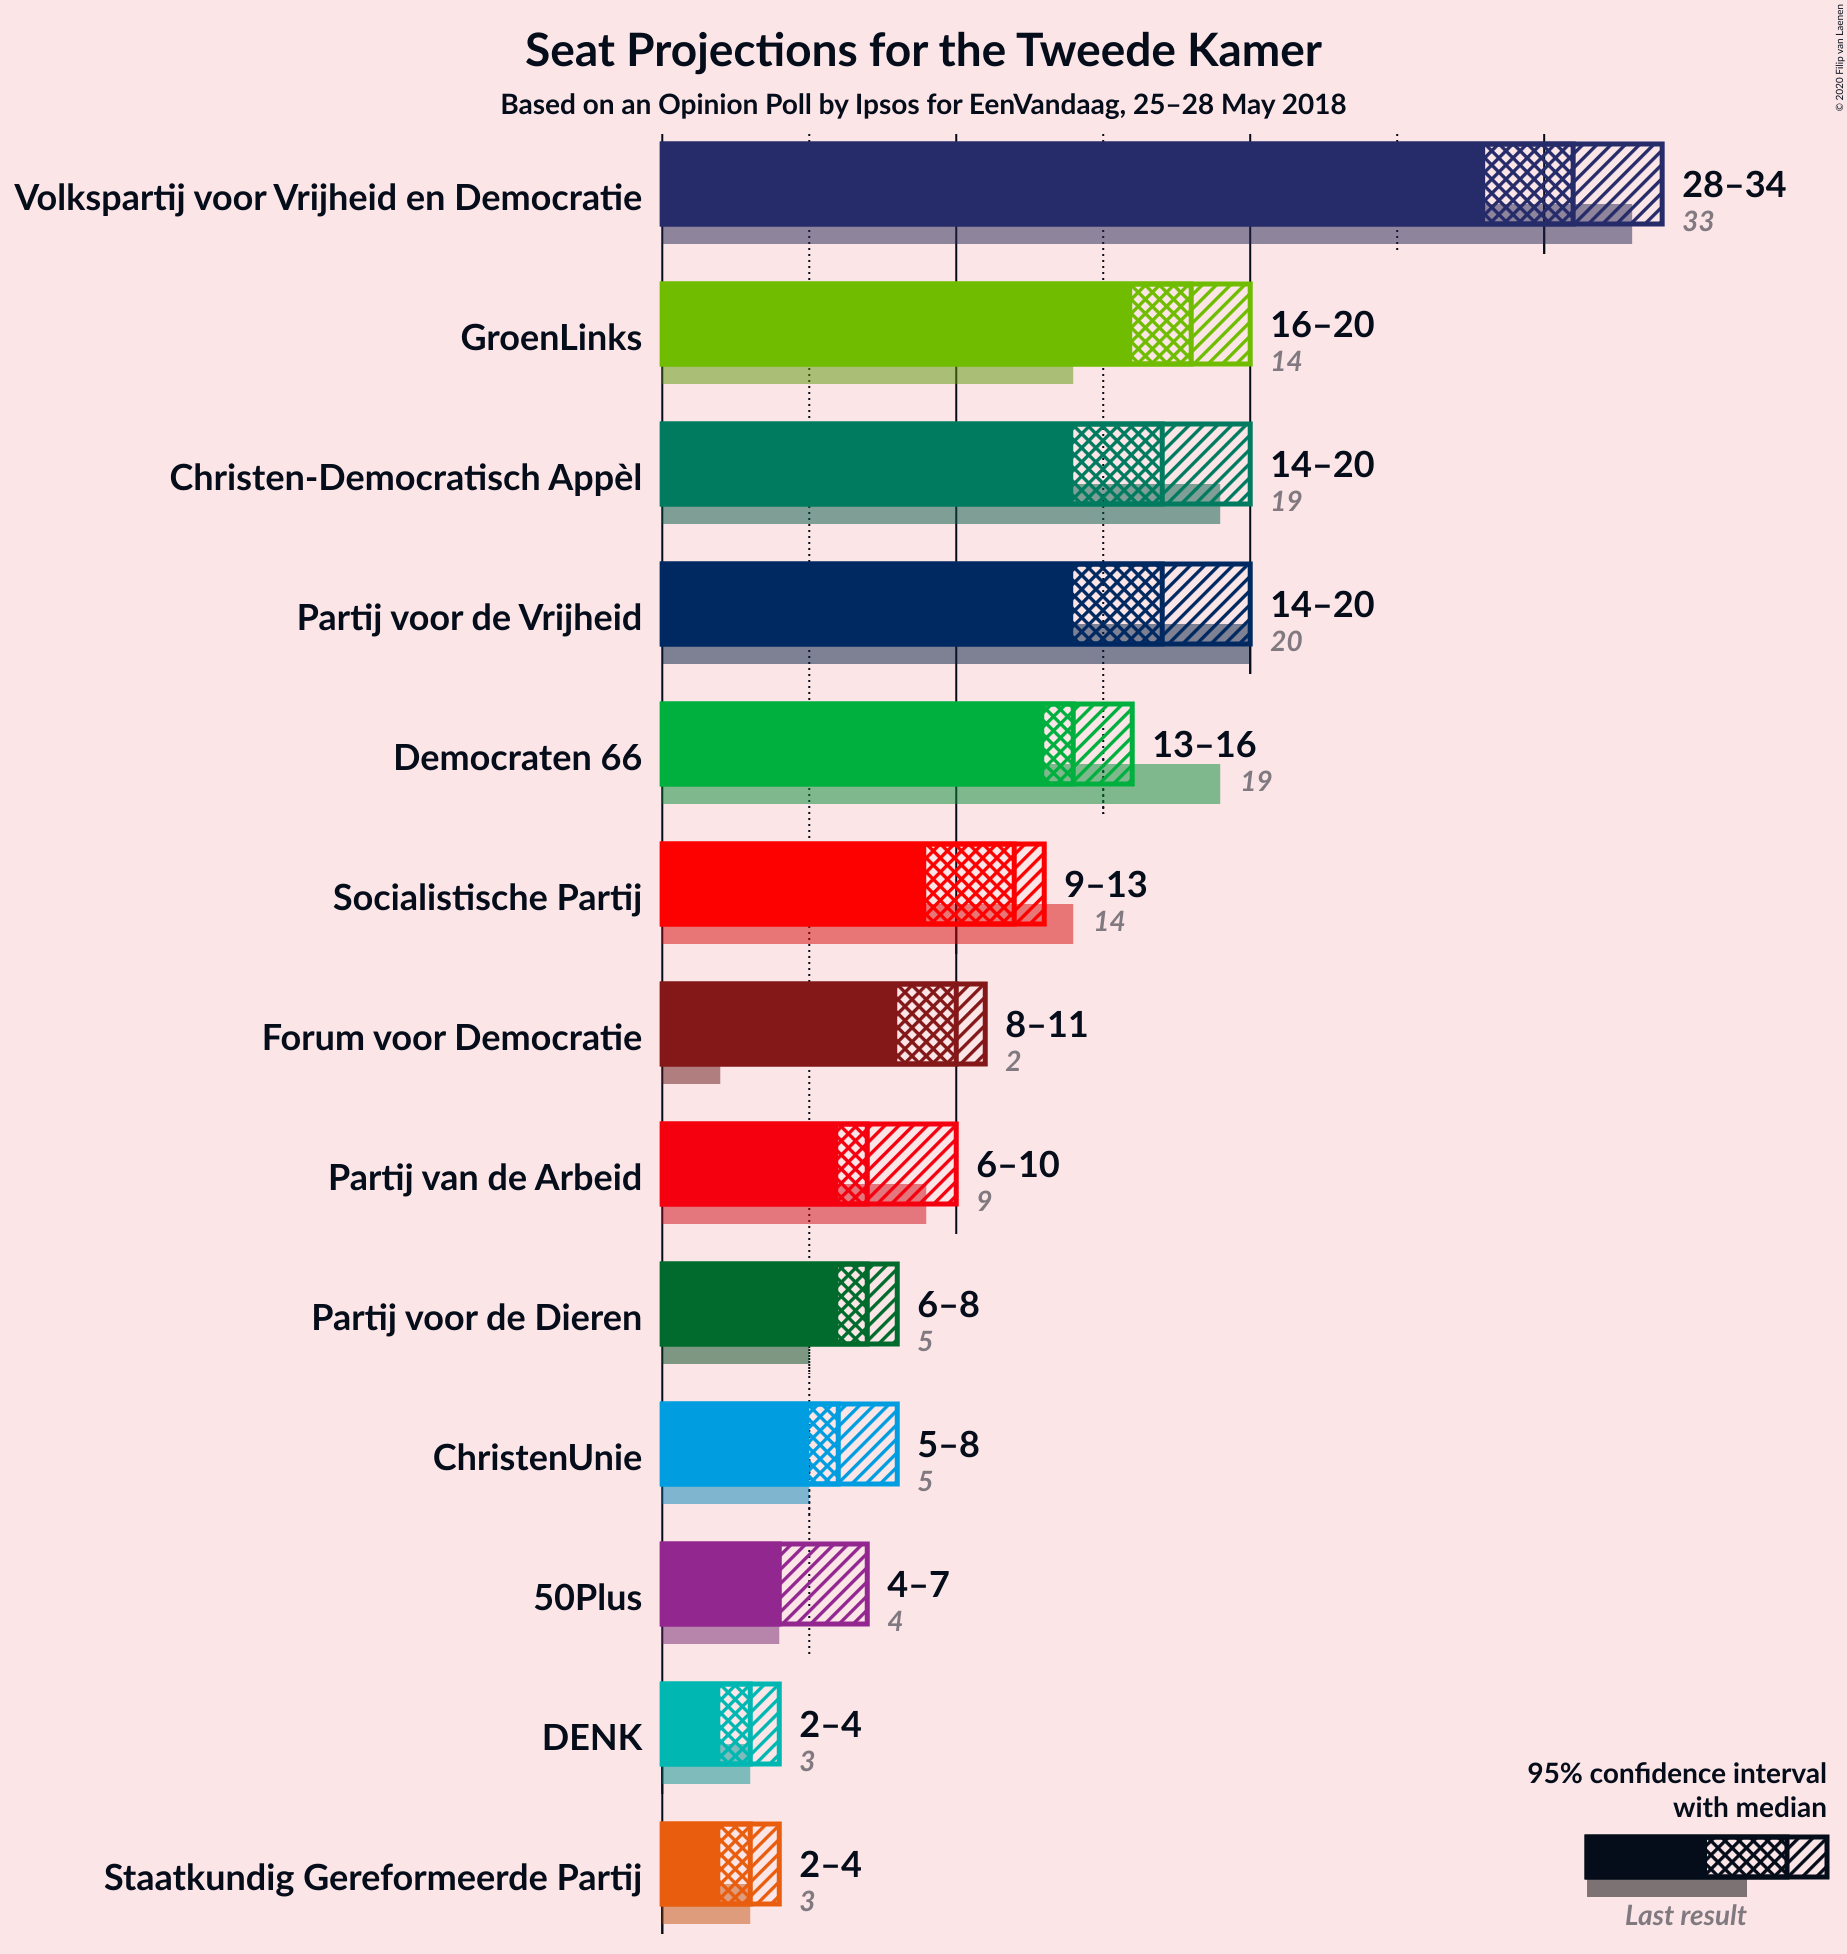 Seat Projections for the Tweede Kamer
Based on an Opinion Poll by Ipsos for EenVandaag, 25–28 May 2018
© 2020 Filip van Laenen
Volkspartij voor Vrijheid en Democratie
28–34
33
GroenLinks
16–20
14
Christen-Democratisch Appèl
14–20
19
Partij voor de Vrijheid
14–20
20
Democraten 66
13–16
19
Socialistische Partij
9–13
14
Forum voor Democratie
8–11
2
Partij van de Arbeid
6–10
9
Partij voor de Dieren
6–8
5
ChristenUnie
5–8
5
50Plus
4–7
4
DENK
2–4
3
Staatkundig Gereformeerde Partij
2–4
3
95% confidence interval
with median
Last result